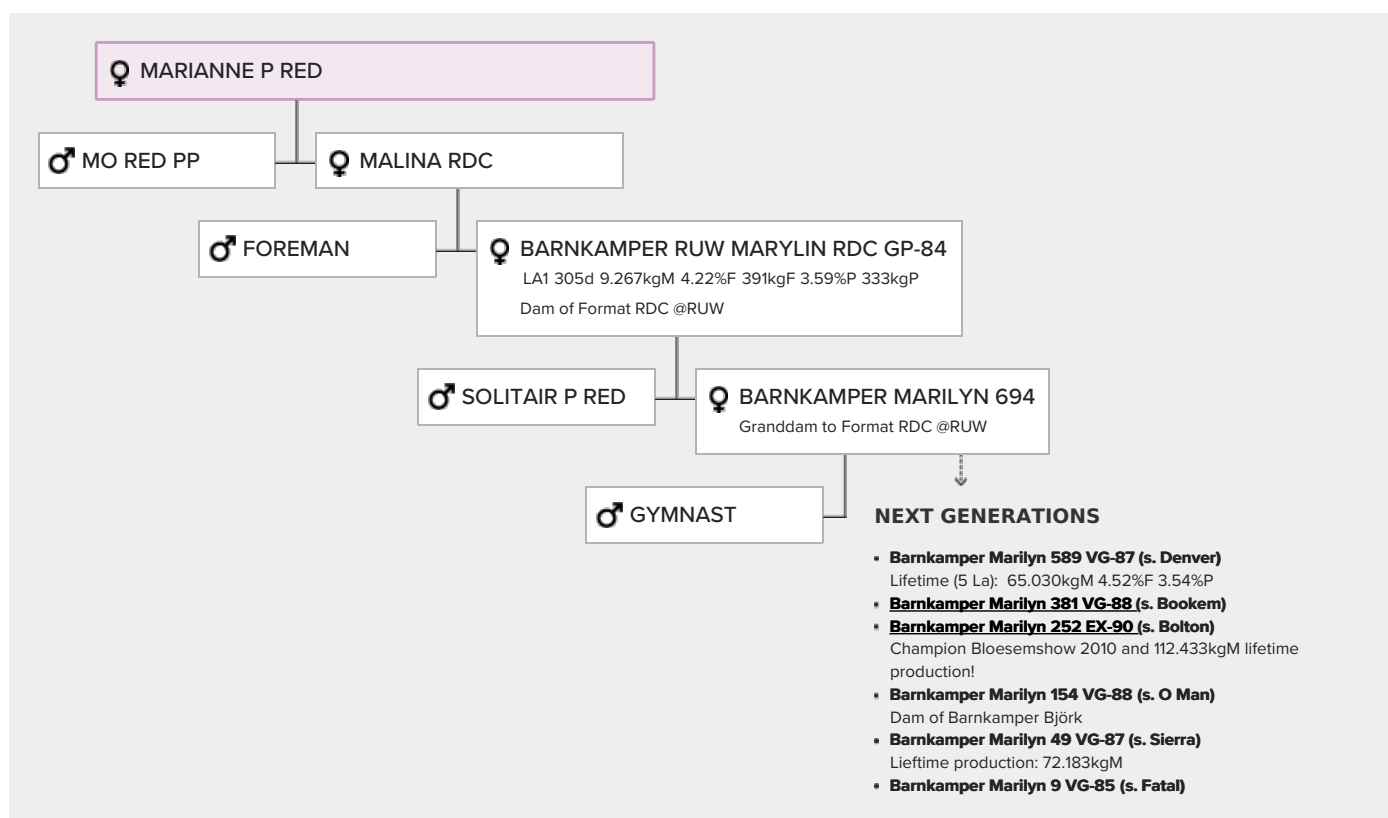 MARIANNE P RED
MO RED PP
MALINA RDC
FOREMAN
BARNKAMPER RUW MARYLIN RDC GP-84
LA1 305d 9.267kgM 4.22%F 391kgF 3.59%P 333kgP
Dam of Format RDC @RUW
SOLITAIR P RED
BARNKAMPER MARILYN 694
Granddam to Format RDC @RUW
GYMNAST
NEXT GENERATIONS
Barnkamper Marilyn 589 VG-87 (s. Denver)
Lifetime (5 La): 65.030kgM 4.52%F 3.54%P
Barnkamper Marilyn 381 VG-88 (s. Bookem)
Barnkamper Marilyn 252 EX-90 (s. Bolton)
Champion Bloesemshow 2010 and 112.433kgM lifetime
production!
Barnkamper Marilyn 154 VG-88 (s. O Man)
Dam of Barnkamper Björk
Barnkamper Marilyn 49 VG-87 (s. Sierra)
Lieftime production: 72.183kgM
Barnkamper Marilyn 9 VG-85 (s. Fatal)